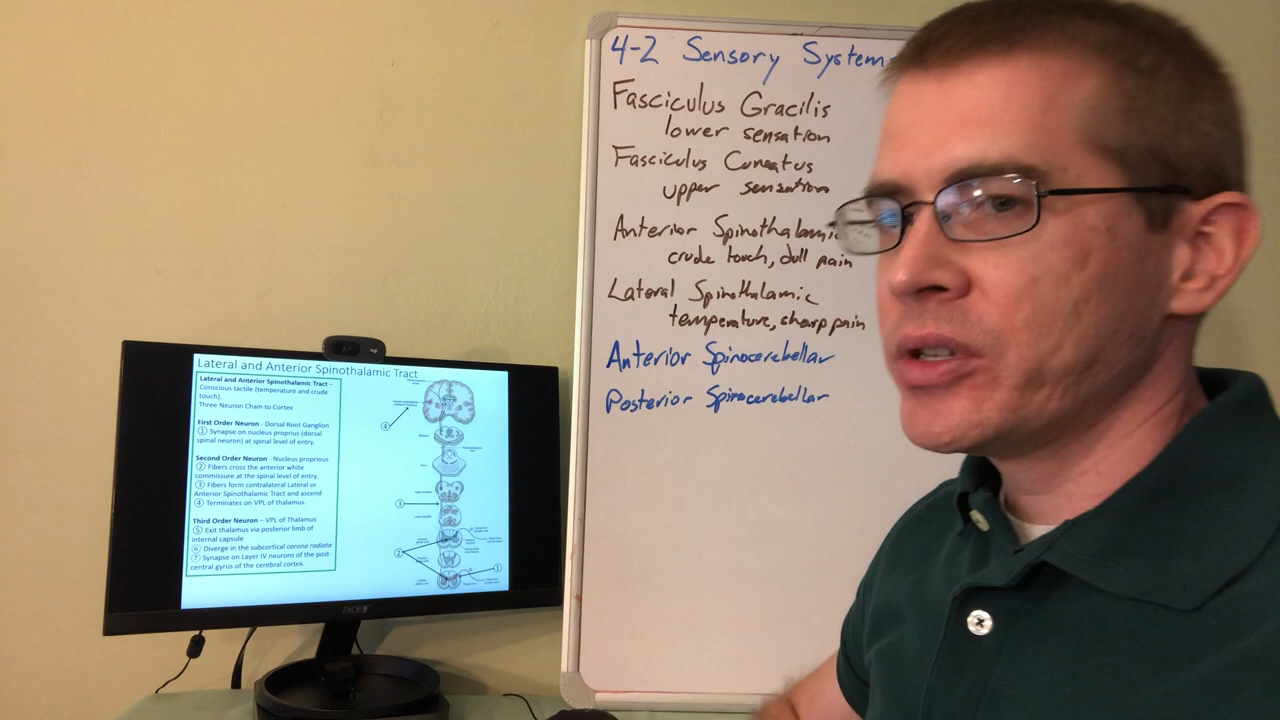 4-2 Sensory System
Fasciculus Gracilis
lower sensation
Fasciculus Cuneatus
upper sensation
Anterior Spinothalamic
crude touch, dull pain
Lateral Spinothalamic
temperature, sharp pain
Anterior Spinocerebellar
Posterior Spinocerebellar
Lateral and Anterior Spinothalamic Tract
Lateral and Anterior Spinothalamic Tract –
Conscious tactile (temperature and crude
touch).
Three Neuron Chain to Cortex
First Order Neuron - Dorsal Root Ganglion
1 Synapse on nucleus proprius (dorsal
spinal neuron) at spinal level of entry.
Second Order Neuron - Nucleus proprious
2 Fibers cross the anterior white
commissure at the spinal level of entry.
3 Fibers form contralateral Lateral or
Anterior Spinothalamic Tract and ascend
4 Terminates on VPL of thalamus.
Third Order Neuron – VPL of Thalamus
5 Exit thalamus via posterior limb of
internal capsule
6 Diverge in the subcortical corona radiata
7 Synapse on Layer IV neurons of the post-
central gyrus of the cerebral cortex.
4
3
2
1
acer